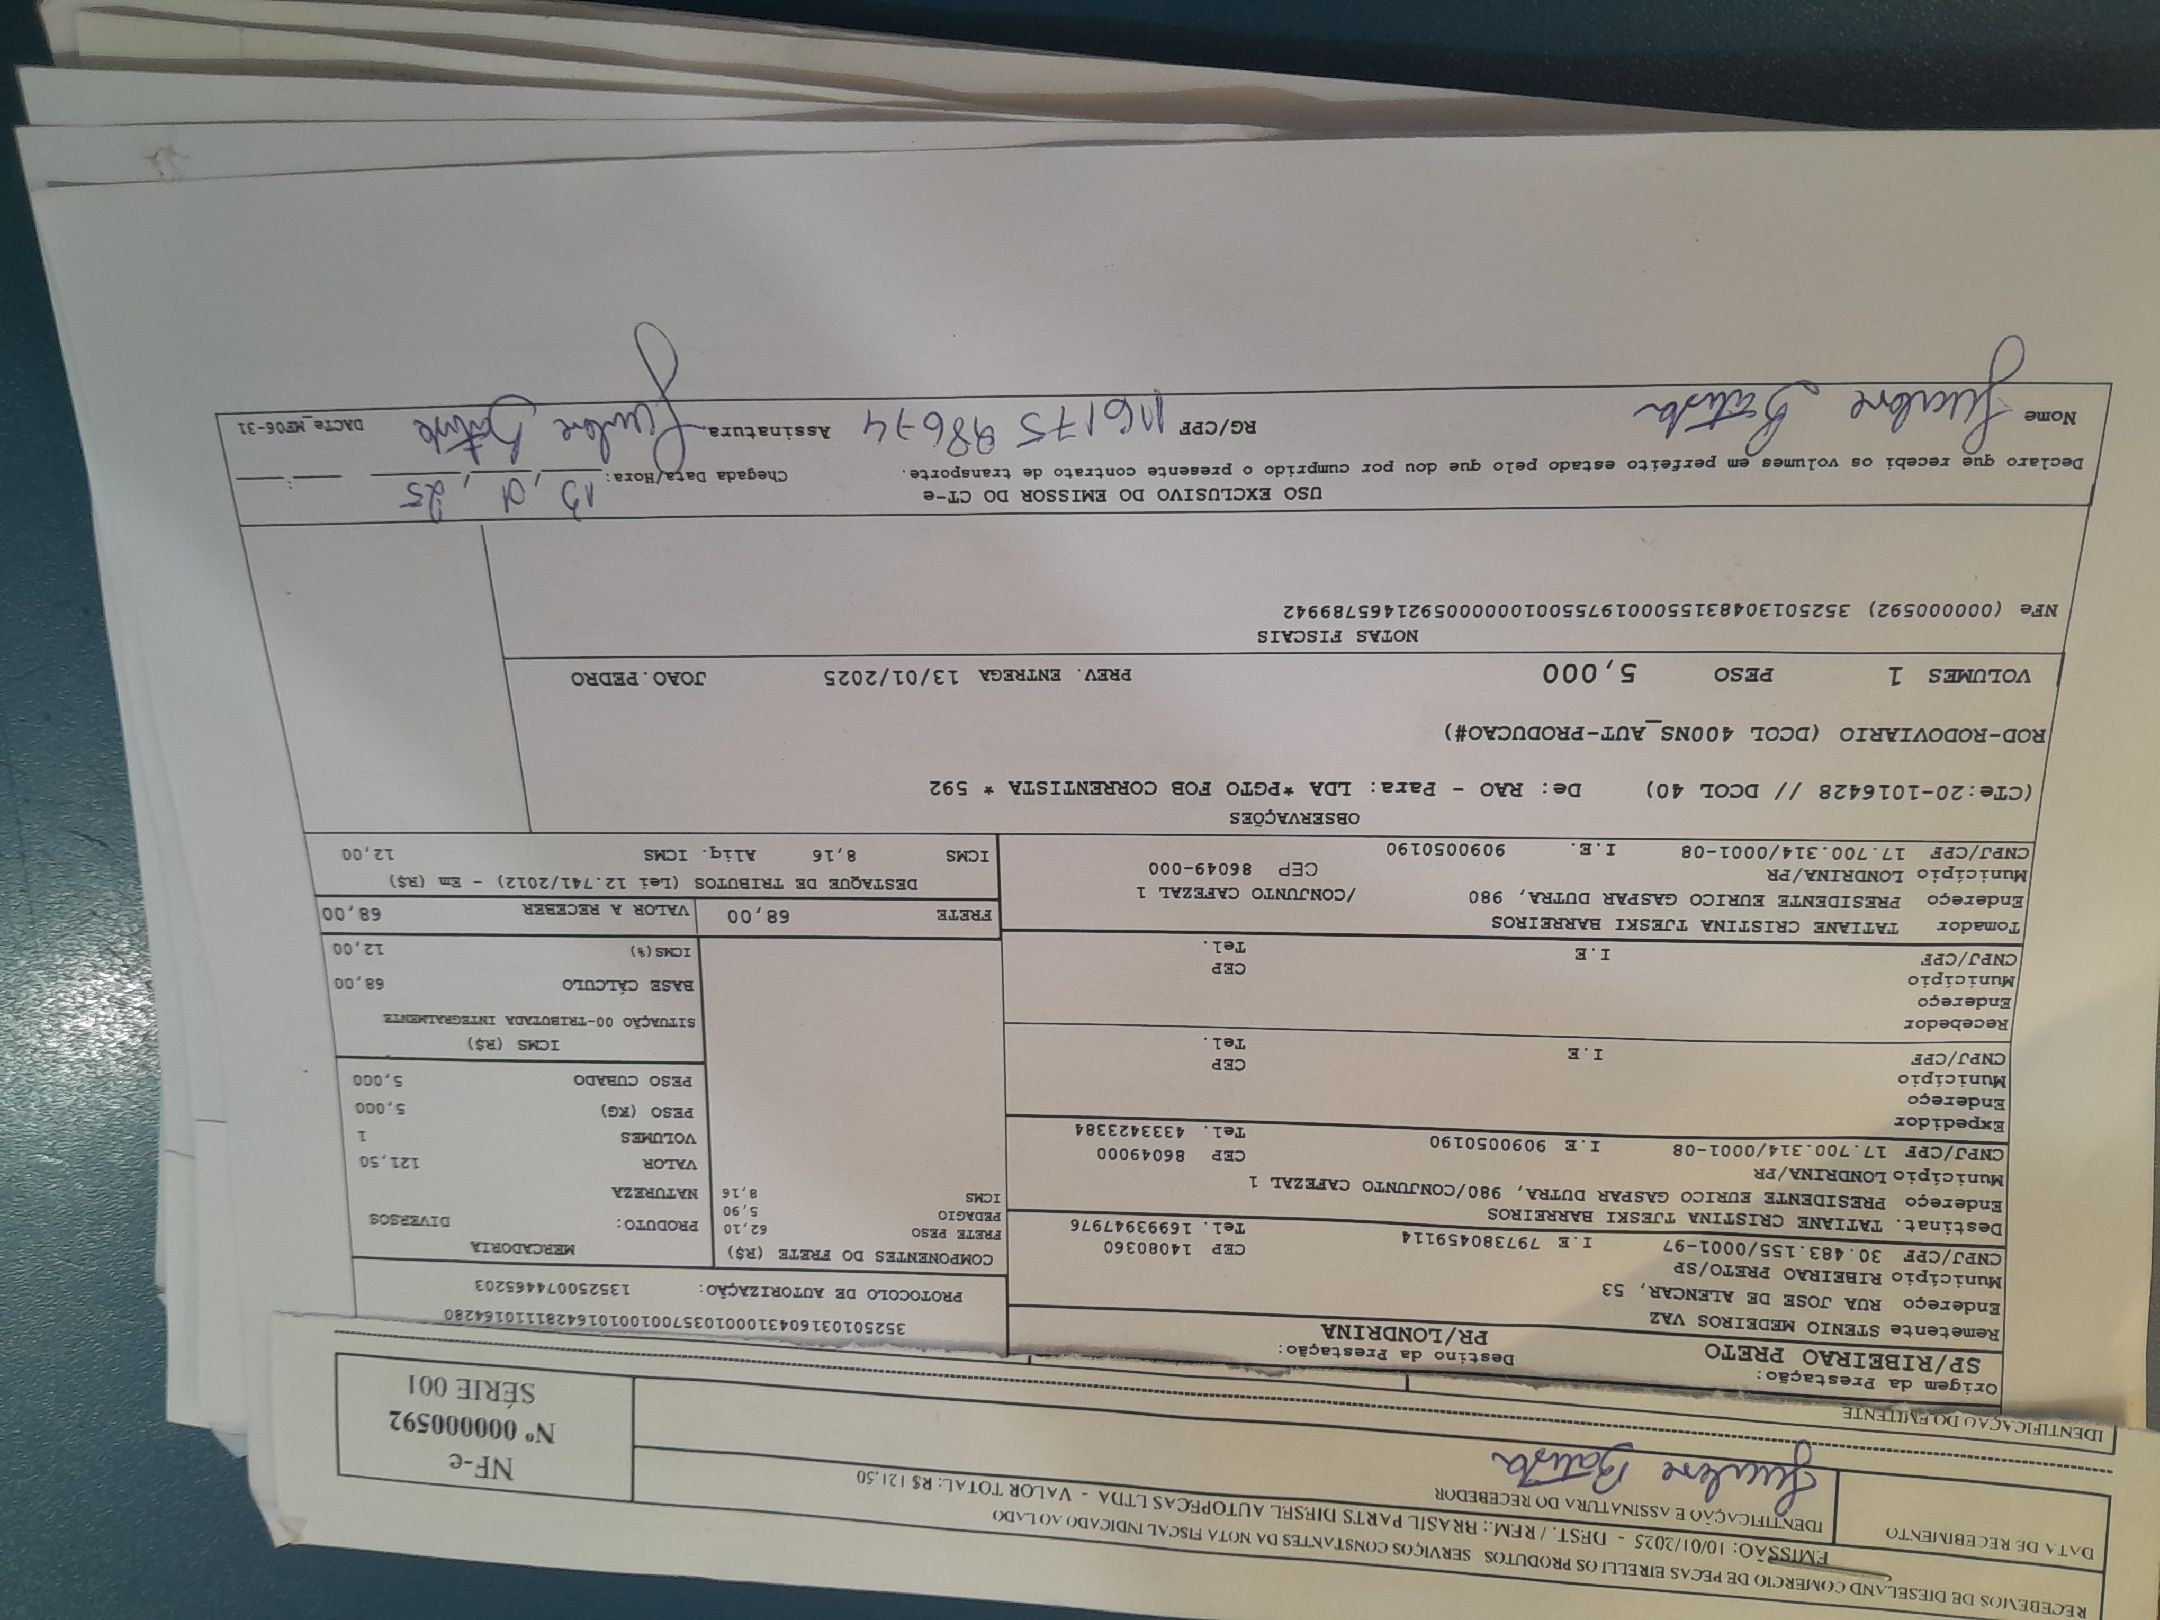 RECEBEMOS DE DIESELAND COMERCIO DE PECAS EIRELLI OS PRODUTOS SERVIÇOS CONSTANTES DA NOTA FISCAL INDICADO AO LADO
EMISSÃO: 10/01/2025 - DEST. / REM.: BRASIL PARTS DIESEL AUTOPECAS LTDA - VALOR TOTAL: R$ 121.50
DATA DE RECEBIMENTO
IDENTIFICAÇÃO E ASSINATURA DO RECEBEDOR
Batista
NF-e
Nº 000000592
SÉRIE 001
IDENTIFICAÇÃO DO EMITENTE
Origem da Prestação:
SP/RIBEIRAO PRETO
Destino da Prestação:
PR/LONDRINA
Remetente STENIO MEDEIROS VAZ
Endereço RUA JOSE DE ALENCAR, 53
Município RIBEIRAO PRETO/SP CEP 14080360
CNPJ/CPF 30.483.155/0001-97 I.E 797380459114 Tel. 16993947976
Destinat. TATIANE CRISTINA TJESKI BARREIROS
Endereço PRESIDENTE EURICO GASPAR DUTRA, 980/CONJUNTO CAFEZAL 1
Município LONDRINA/PR CEP 86049000
CNPJ/CPF 17.700.314/0001-08 I.E 9090050190 Tel. 4333423384
Expedidor
Endereço
Município CEP
CNPJ/CPF I.E Tel.
Recebedor
Endereço
Município CEP
CNPJ/CPF I.E Tel.
Tomador TATIANE CRISTINA TJESKI BARREIROS
Endereço PRESIDENTE EURICO GASPAR DUTRA, 980 /CONJUNTO CAFEZAL 1
Município LONDRINA/PR CEP 86049-000
CNPJ/CPF 17.700.314/0001-08 I.E. 9090050190
PROTOCOLO DE AUTORIZAÇÃO: 135250074465203
COMPONENTES DO FRETE (R$)
FRETE PESO 62,10
PEDAGIO 5,90
ICMS 8,16
MERCADORIA
PRODUTO: DIVERSOS
NATUREZA
VALOR 121,50
VOLUMES 1
PESO (KG) 5,000
PESO CUBADO 5,000
ICMS (R$)
SITUAÇÃO 00-TRIBUTADA INTEGRALMENTE
BASE CÁLCULO 68,00
ICMS(%) 12,00
FRETE 68,00 VALOR A RECEBER 68,00
DESTAQUE DE TRIBUTOS (Lei 12.741/2012) - Em (R$)
ICMS 8,16 Aliq. ICMS 12,00
OBSERVAÇÕES
(CTe:20-1016428 // DCOL 40) De: RAO - Para: LDA *PGTO FOB CORRENTISTA * 592
ROD-RODOVIARIO (DCOL 400NS_AUT-PRODUCAO#)
VOLUMES 1 PESO 5,000 PREV. ENTREGA 13/01/2025 JOAO.PEDRO
NOTAS FISCAIS
NFe (000000592) 35250130483155000197550010000005921465789942
USO EXCLUSIVO DO EMISSOR DO CT-e
Declaro que recebi os volumes em perfeito estado pelo que dou por cumprido o presente contrato de transporte.
Chegada Data/Hora: 13, 01, 25
Nome Batista RG/CPF Assinatura. Batista DACTe_MF06-31